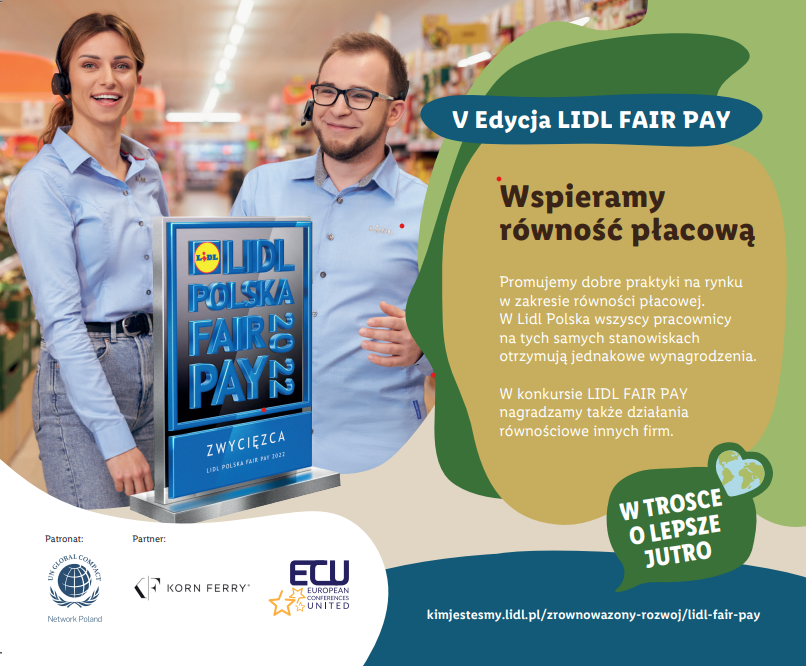 V Edycja LIDL FAIR PAY
Wspieramy
równość płacową
Promujemy dobre praktyki na rynku
w zakresie równości płacowej.
W Lidl Polska wszyscy pracownicy
na tych samych stanowiskach
otrzymują jednakowe wynagrodzenia.
W konkursie LIDL FAIR PAY
nagradzamy także działania
równościowe innych firm.
LIDL
LIDL
POLSKA
FAIR
PAY
2022
ZWYCIĘZCA
LIDL POLSKA FAIR PAY 2022
W TROSCE
O LEPSZE
JUTRO
Patronat:
UN GLOBAL COMPACT
Network Poland
Partner:
KF KORN FERRY®
ECU
EUROPEAN
CONFERENCES
UNITED
kimjestesmy.lidl.pl/zrownowazony-rozwoj/lidl-fair-pay